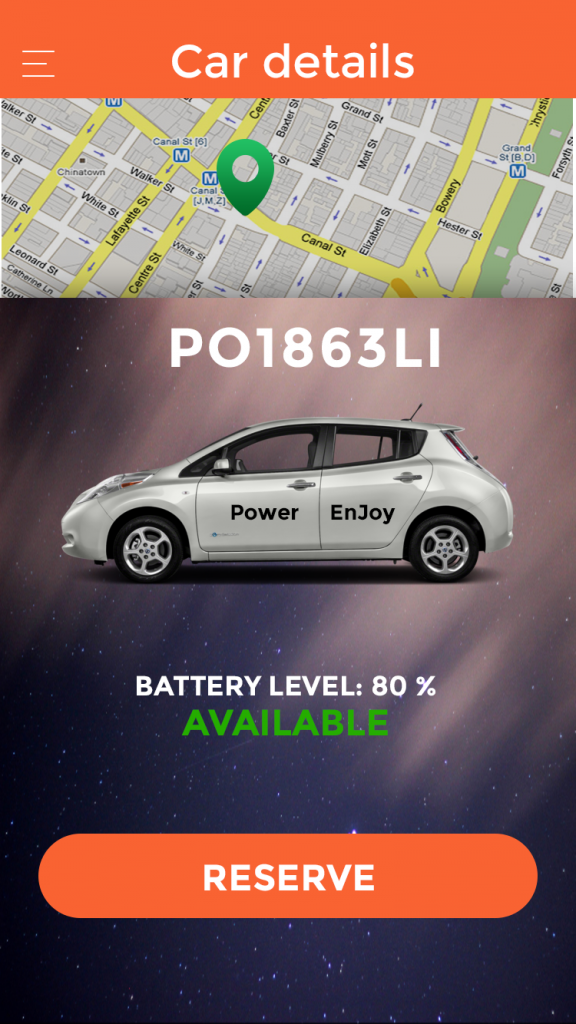 Car details
Grand St
Baxter St
Mulberry St
Mott St
Canal St [6]
Grand
St [B,D]
Forsyth
Chinatown
Walker St
Canal
[J,M,Z]
Bowery
White St
Lafayette St
Elizabeth St
Hester St
Canal St
White St
Centre St
Leonard St
Catherine Ln
PO1863LI
Power EnJoy
BATTERY LEVEL: 80 %
AVAILABLE
RESERVE